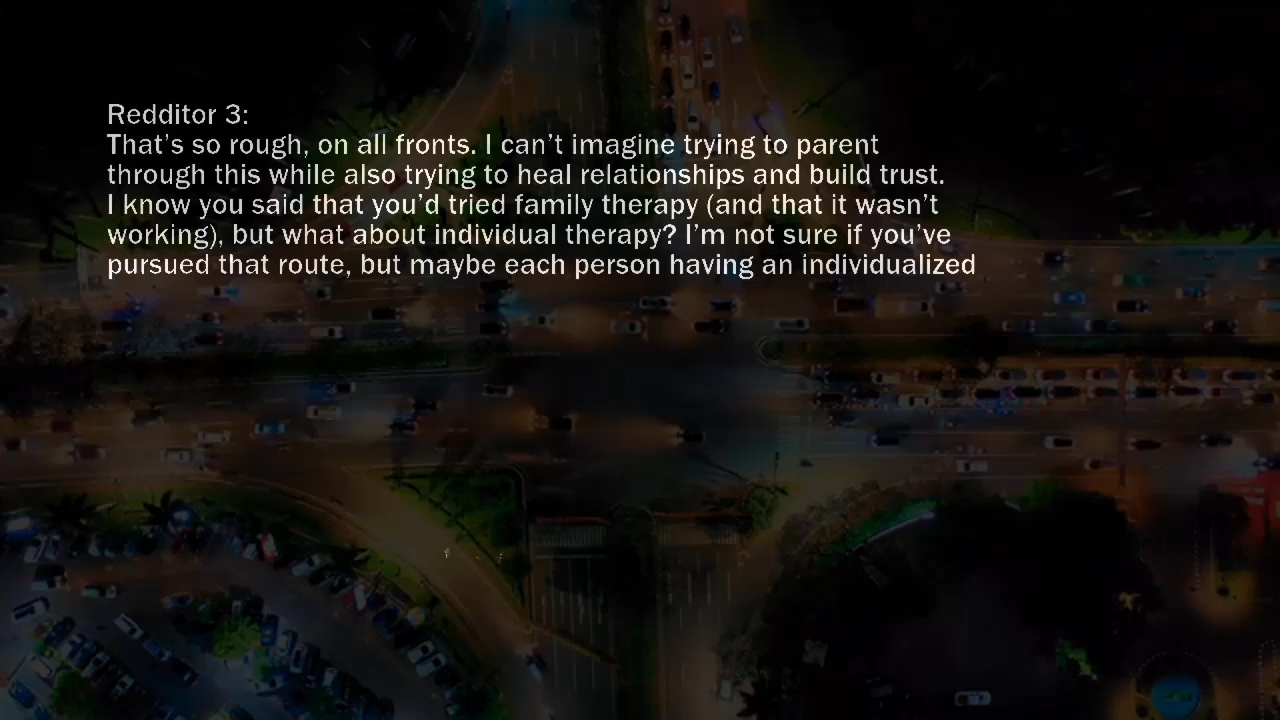 Redditor 3:
That’s so rough, on all fronts. I can’t imagine trying to parent
through this while also trying to heal relationships and build trust.
I know you said that you’d tried family therapy (and that it wasn’t
working), but what about individual therapy? I’m not sure if you’ve
pursued that route, but maybe each person having an individualized